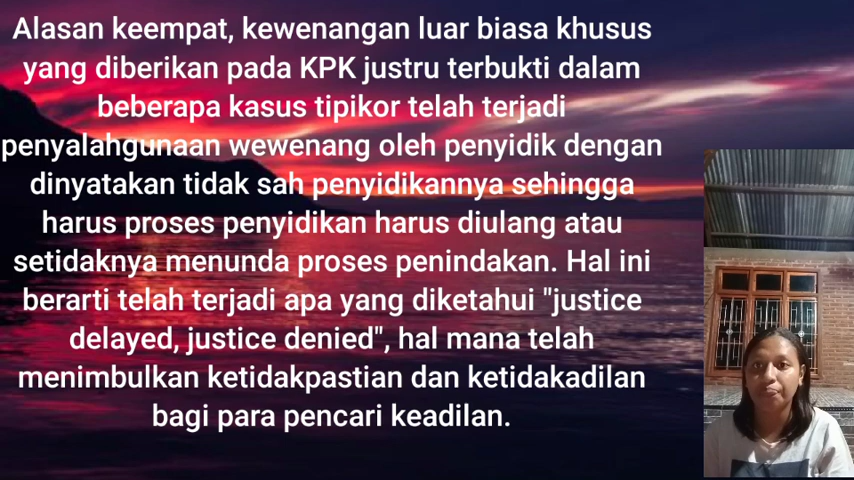 Alasan keempat, kewenangan luar biasa khusus
yang diberikan pada KPK justru terbukti dalam
beberapa kasus tipikor telah terjadi
penyalahgunaan wewenang oleh penyidik dengan
dinyatakan tidak sah penyidikannya sehingga
harus proses penyidikan harus diulang atau
setidaknya menunda proses penindakan. Hal ini
berarti telah terjadi apa yang diketahui "justice
delayed, justice denied", hal mana telah
menimbulkan ketidakpastian dan ketidakadilan
bagi para pencari keadilan.